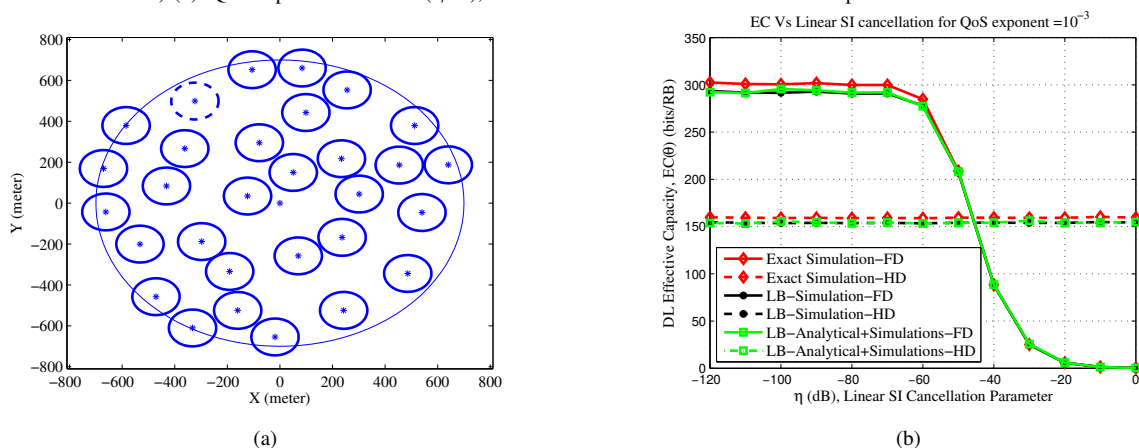 EC Vs Linear SI cancellation for QoS exponent =10⁻³
800
600
400
200
0
−200
−400
−600
−800
Y (meter)
−800 −600 −400 −200 0 200 400 600 800
X (meter)
(a)
350
300
250
200
150
100
50
0
DL Effective Capacity, EC(θ) (bits/RB)
Exact Simulation−FD
Exact Simulation−HD
LB−Simulation−FD
LB−Simulation−HD
LB−Analytical+Simulations−FD
LB−Analytical+Simulations−HD
−120 −100 −80 −60 −40 −20 0
η (dB), Linear SI Cancellation Parameter
(b)